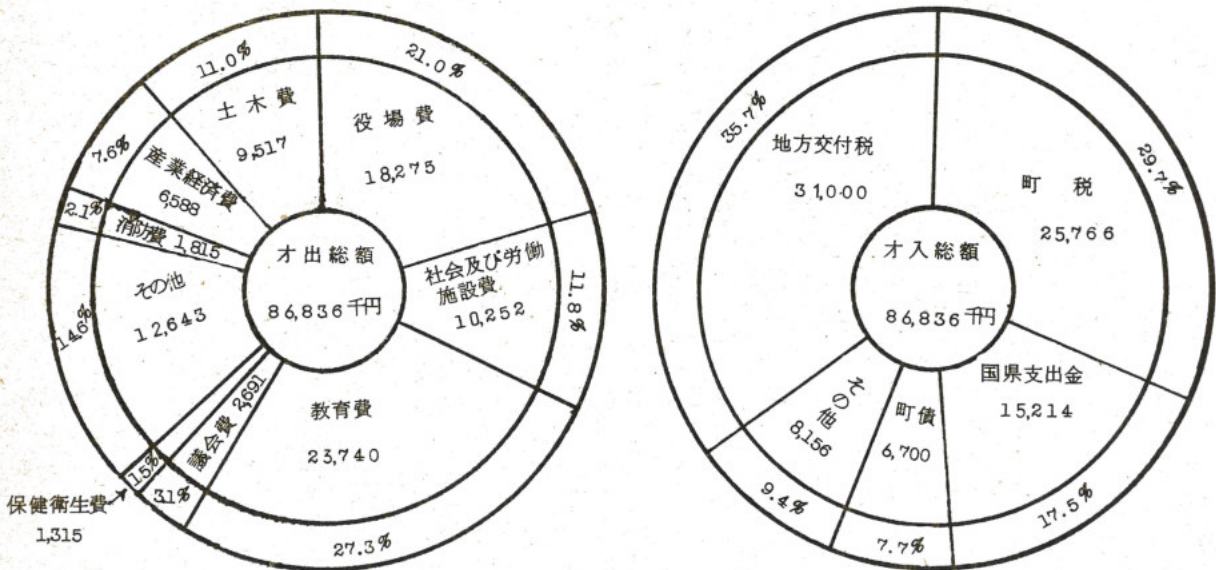 21.0%
役場費
18,275
11.8%
社会及び労働
施設費
10,252
27.3%
教育費
23,740
3.1%
議会費 2,691
1.5%
保健衛生費
1,315
14.6%
その他
12,643
2.1%
消防費 1,815
7.6%
産業経済費
6,588
11.0%
土木費
9,517
才出総額
86,836千円
29.7%
町税
25,766
17.5%
国県支出金
15,214
7.7%
町債
6,700
9.4%
その他
8,156
35.7%
地方交付税
31,000
才入総額
86,836千円